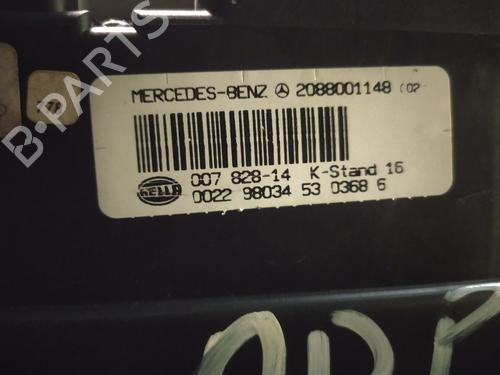 MERCEDES-BENZ 2088001148 (02
007 828-14 K-Stand 16
HELLA 0022 98034 53 0368 6
B-PARTS